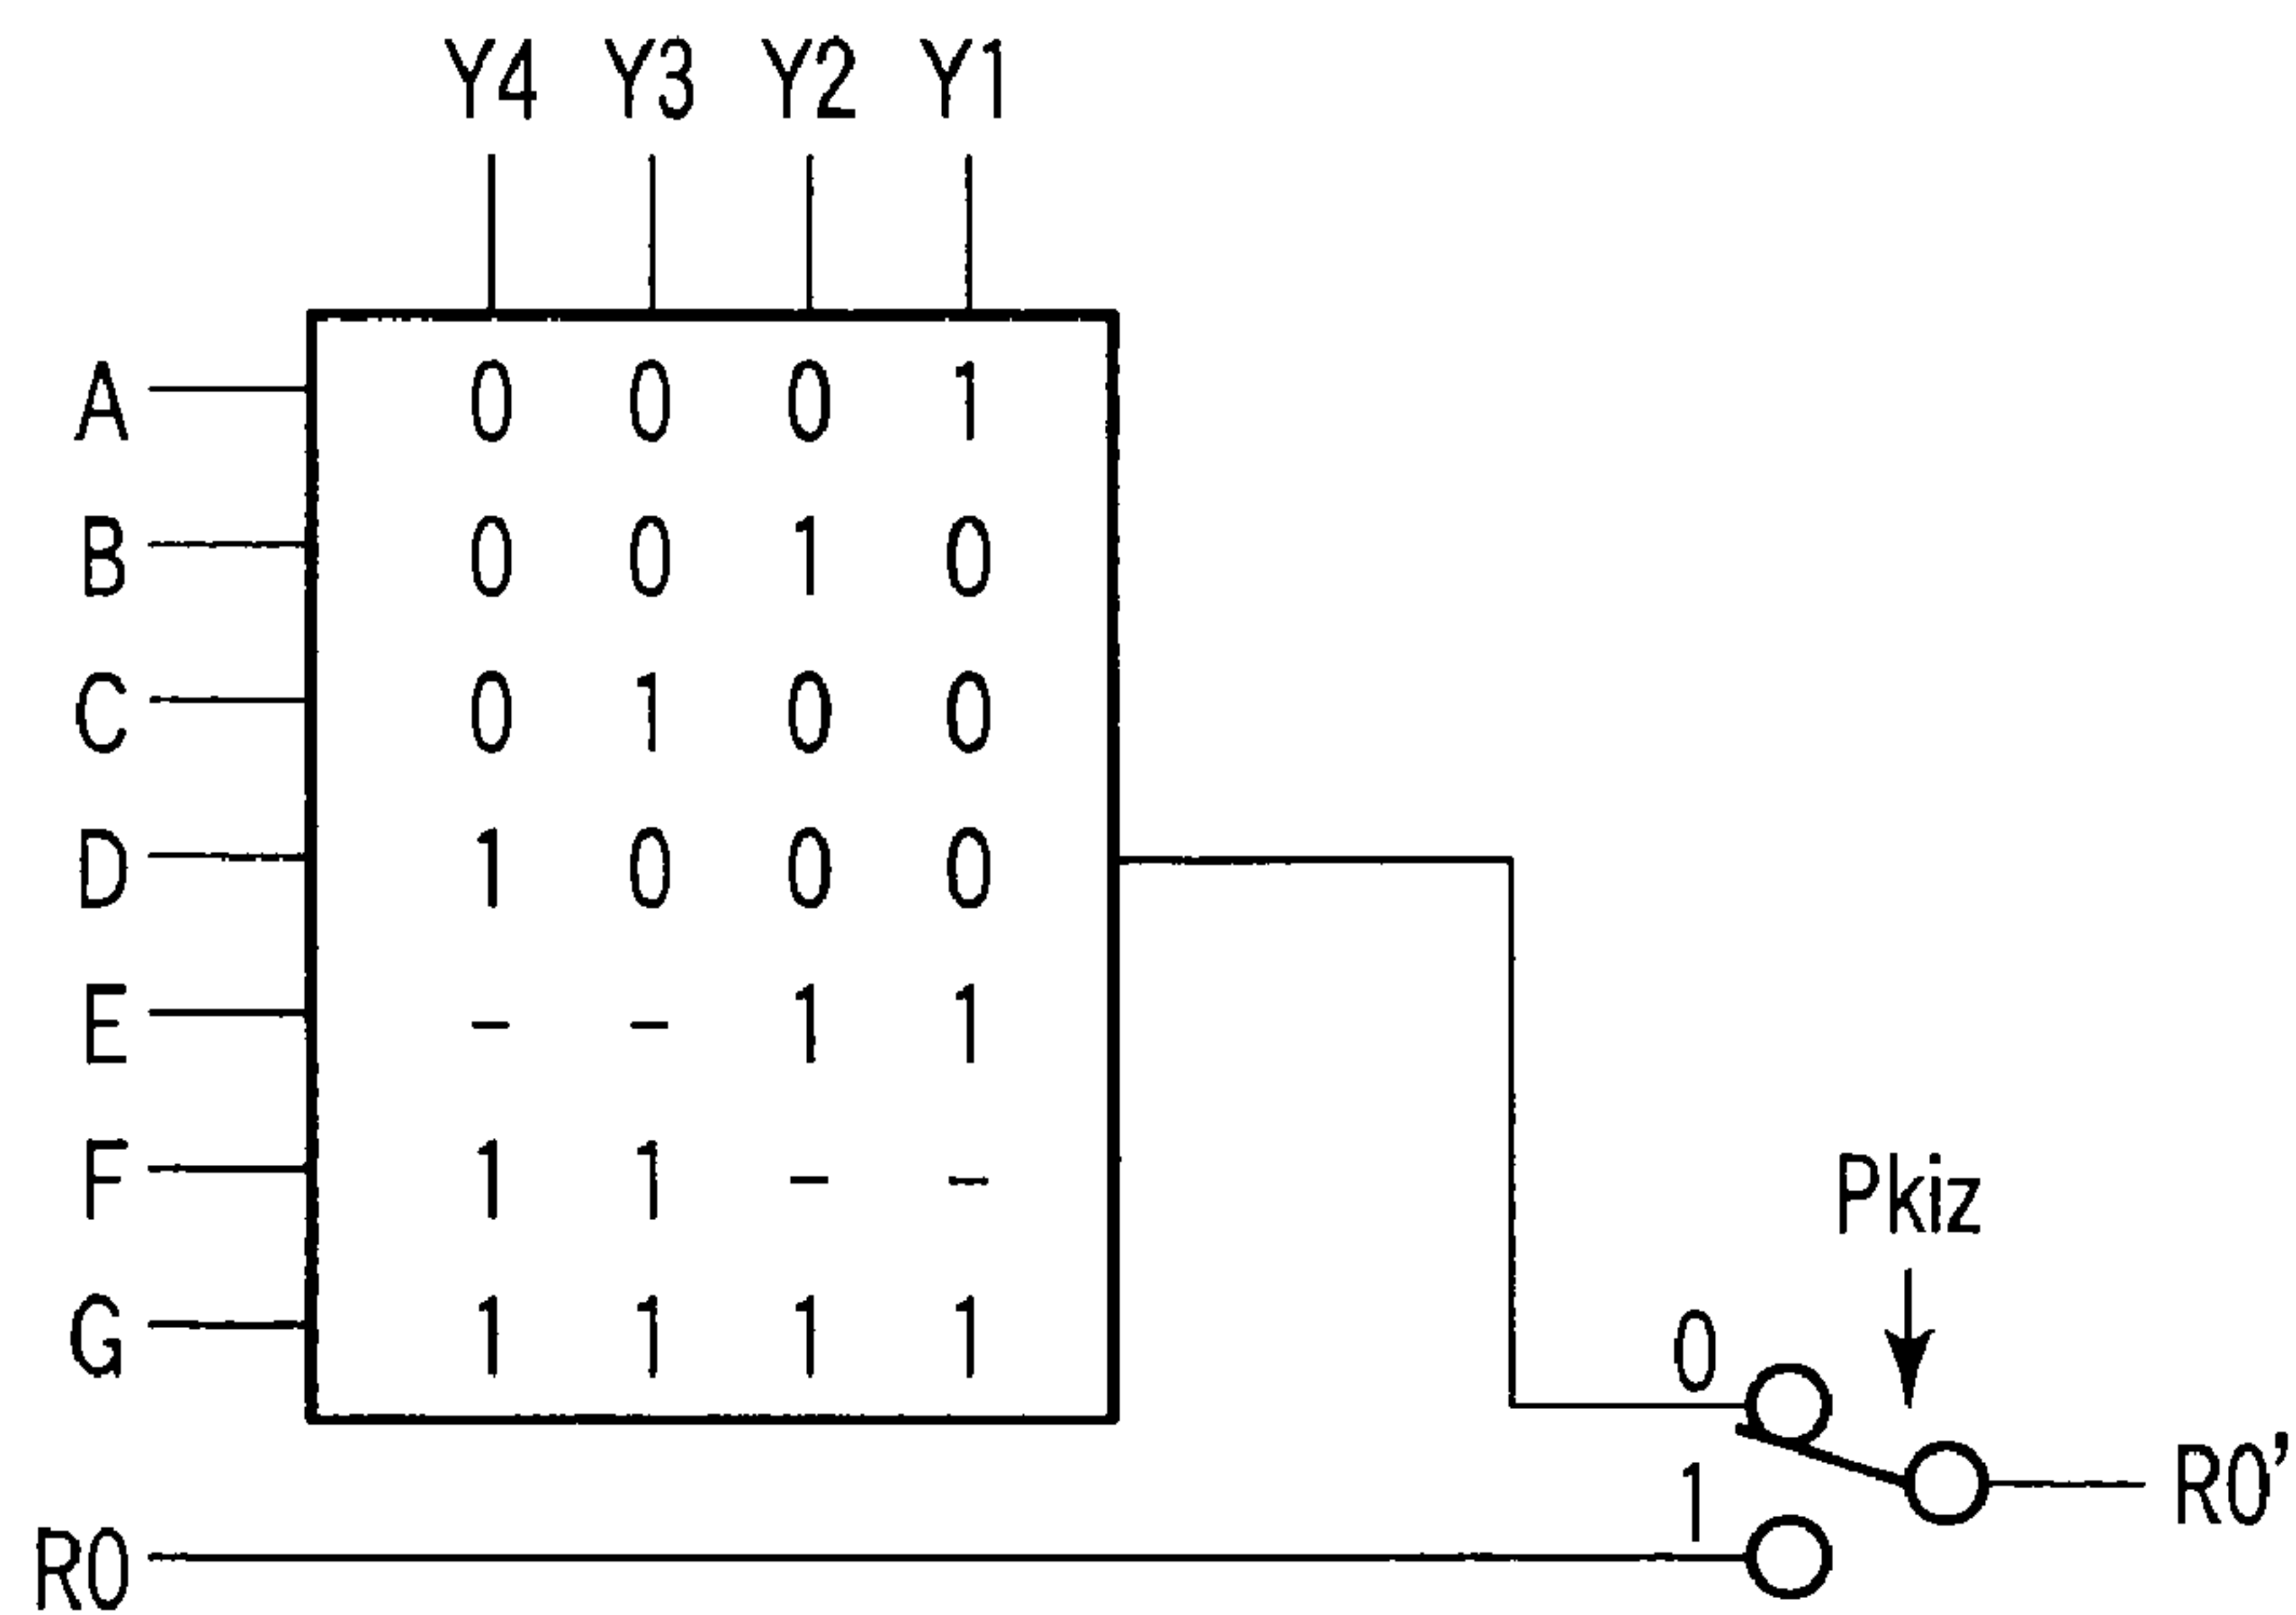 Y4 Y3 Y2 Y1
A 0 0 0 1
B 0 0 1 0
C 0 1 0 0
D 1 0 0 0
E - - 1 1
F 1 1 - -
G 1 1 1 1
Pkiz
0
1
R0'
R0